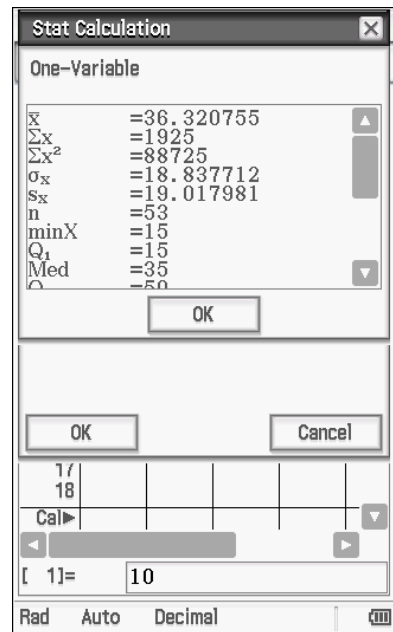 Stat Calculation
One-Variable
x̄ =36.320755
Σx =1925
Σx² =88725
σx =18.837712
sx =19.017981
n =53
minX =15
Q₁ =15
Med =35
=50
OK
OK Cancel
17
18
Cal▶
[ 1]= 10
Rad Auto Decimal